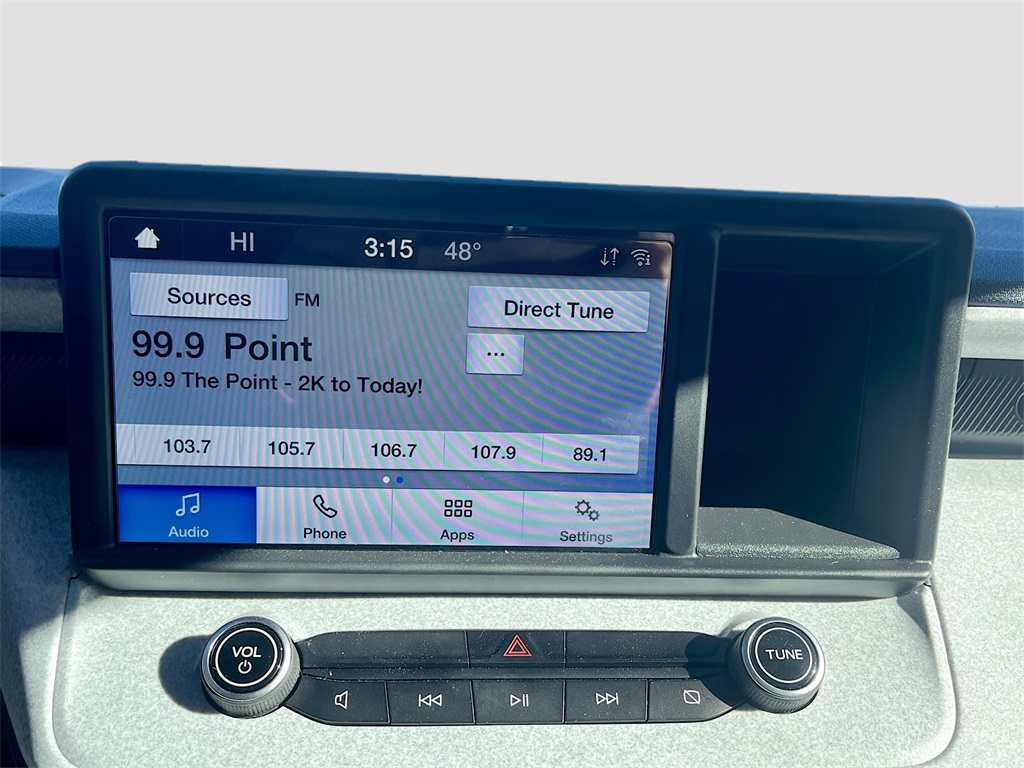 HI 3:15 48°
Sources FM Direct Tune
99.9 Point ...
99.9 The Point - 2K to Today!
103.7 105.7 106.7 107.9 89.1
Audio Phone Apps Settings
VOL TUNE